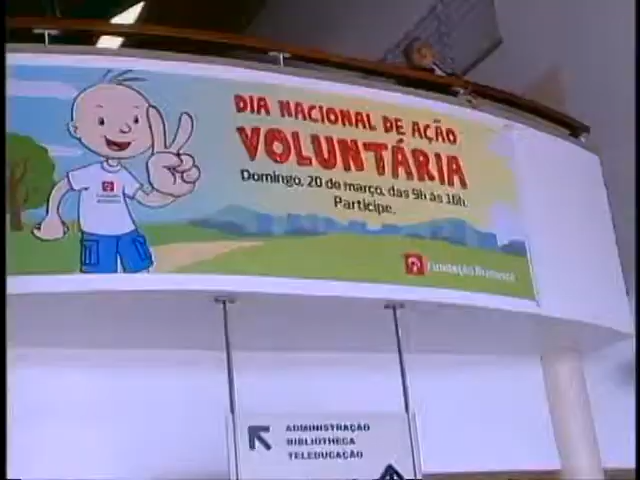 DIA NACIONAL DE AÇÃO
VOLUNTÁRIA
Domingo, 20 de março, das 9h às 16h.
Participe.
Fundação Bradesco
ADMINISTRAÇÃO
BIBLIOTHECA
TELEDUCAÇÃO